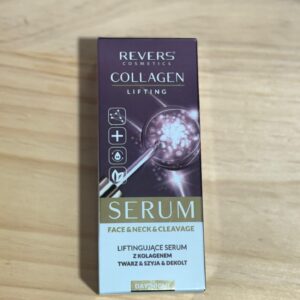 REVERS
COSMETICS
COLLAGEN
LIFTING
SERUM
FACE & NECK & CLEAVAGE
LIFTINGUJĄCE SERUM
Z KOLAGENEM
TWARZ & SZYJA & DEKOLT